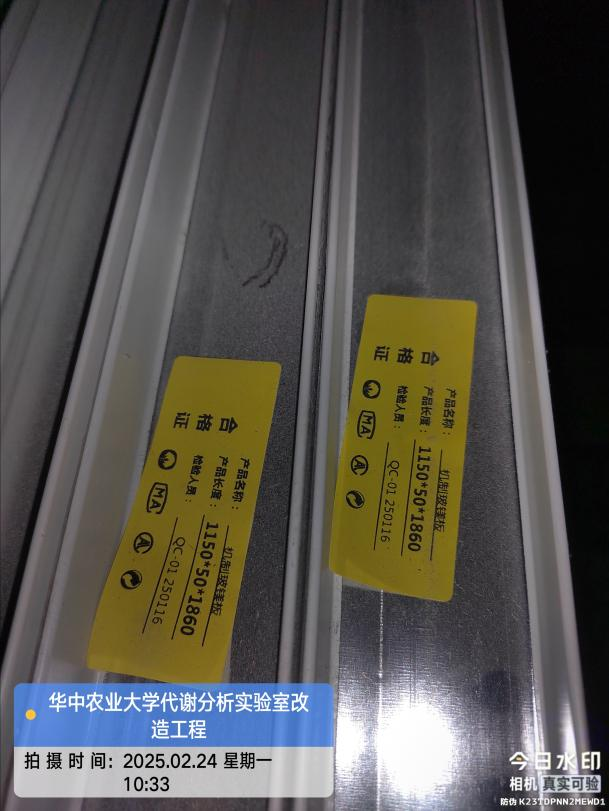 合格证
产品名称：机制玻镁板
产品长度：1150*50*1860
检验人员：QC-01 250116
MA
合格证
产品名称：机制玻镁板
产品长度：1150*50*1860
检验人员：QC-01 250116
MA
华中农业大学代谢分析实验室改
造工程
拍摄时间：2025.02.24 星期一
10:33
今日水印
相机 真实可验
防伪 K23TDPNN2MEWD1